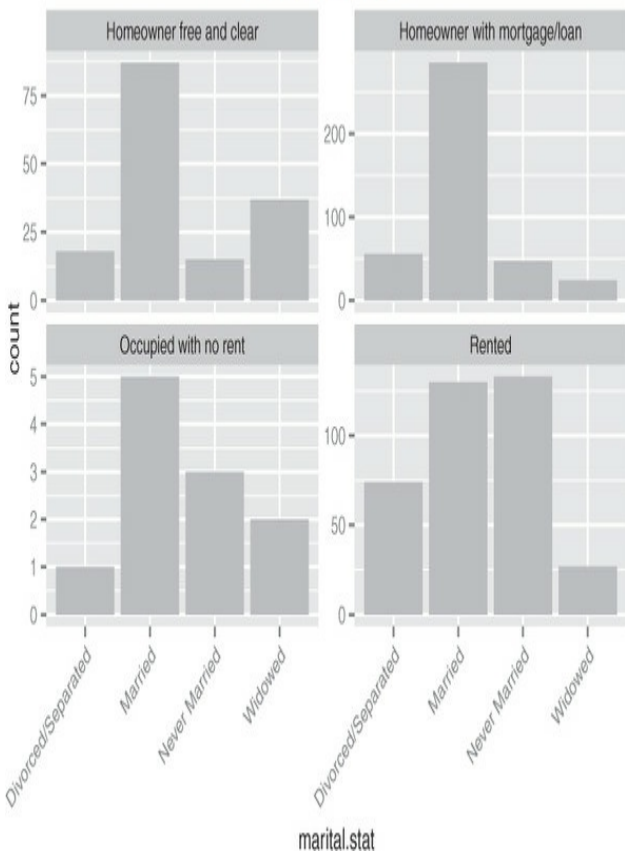 Homeowner free and clear
Homeowner with mortgage/loan
75
50
25
0
200
100
0
count
Occupied with no rent
Rented
5
4
3
2
1
0
100
50
0
Divorced/Separated
Married
Never Married
Widowed
Divorced/Separated
Married
Never Married
Widowed
marital.stat